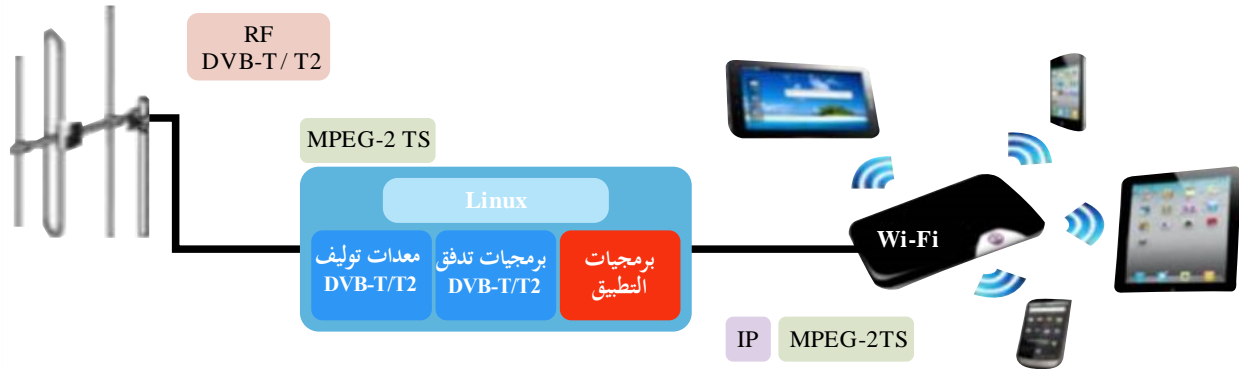 RF
DVB-T / T2
MPEG-2 TS
Linux
معدات توليف
DVB-T/T2
برمجيات تدفق
DVB-T/T2
برمجيات
التطبيق
Wi-Fi
IP
MPEG-2TS